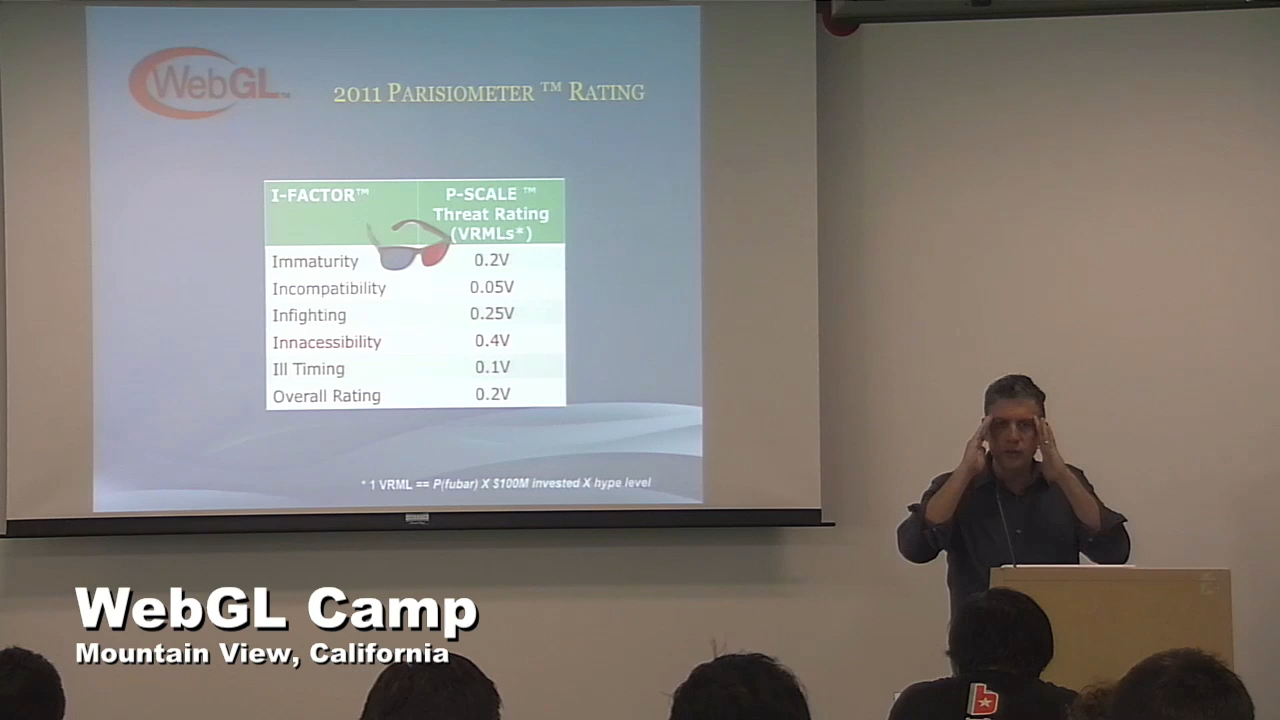 WebGL™
2011 PARISIOMETER ™ RATING
I-FACTOR™
P-SCALE ™
Threat Rating
(VRMLs*)
Immaturity 0.2V
Incompatibility 0.05V
Infighting 0.25V
Innacessibility 0.4V
Ill Timing 0.1V
Overall Rating 0.2V
* 1 VRML == P(fubar) X $100M invested X hype level
WebGL Camp
Mountain View, California
b